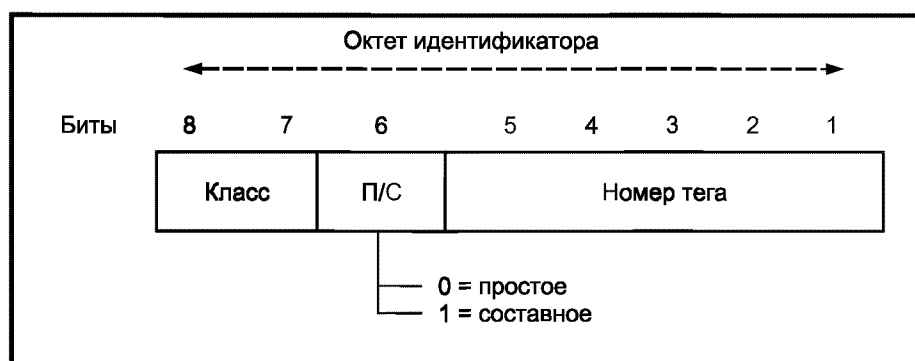 Октет идентификатора
Биты 8 7 6 5 4 3 2 1
Класс П/С Номер тега
0 = простое
1 = составное